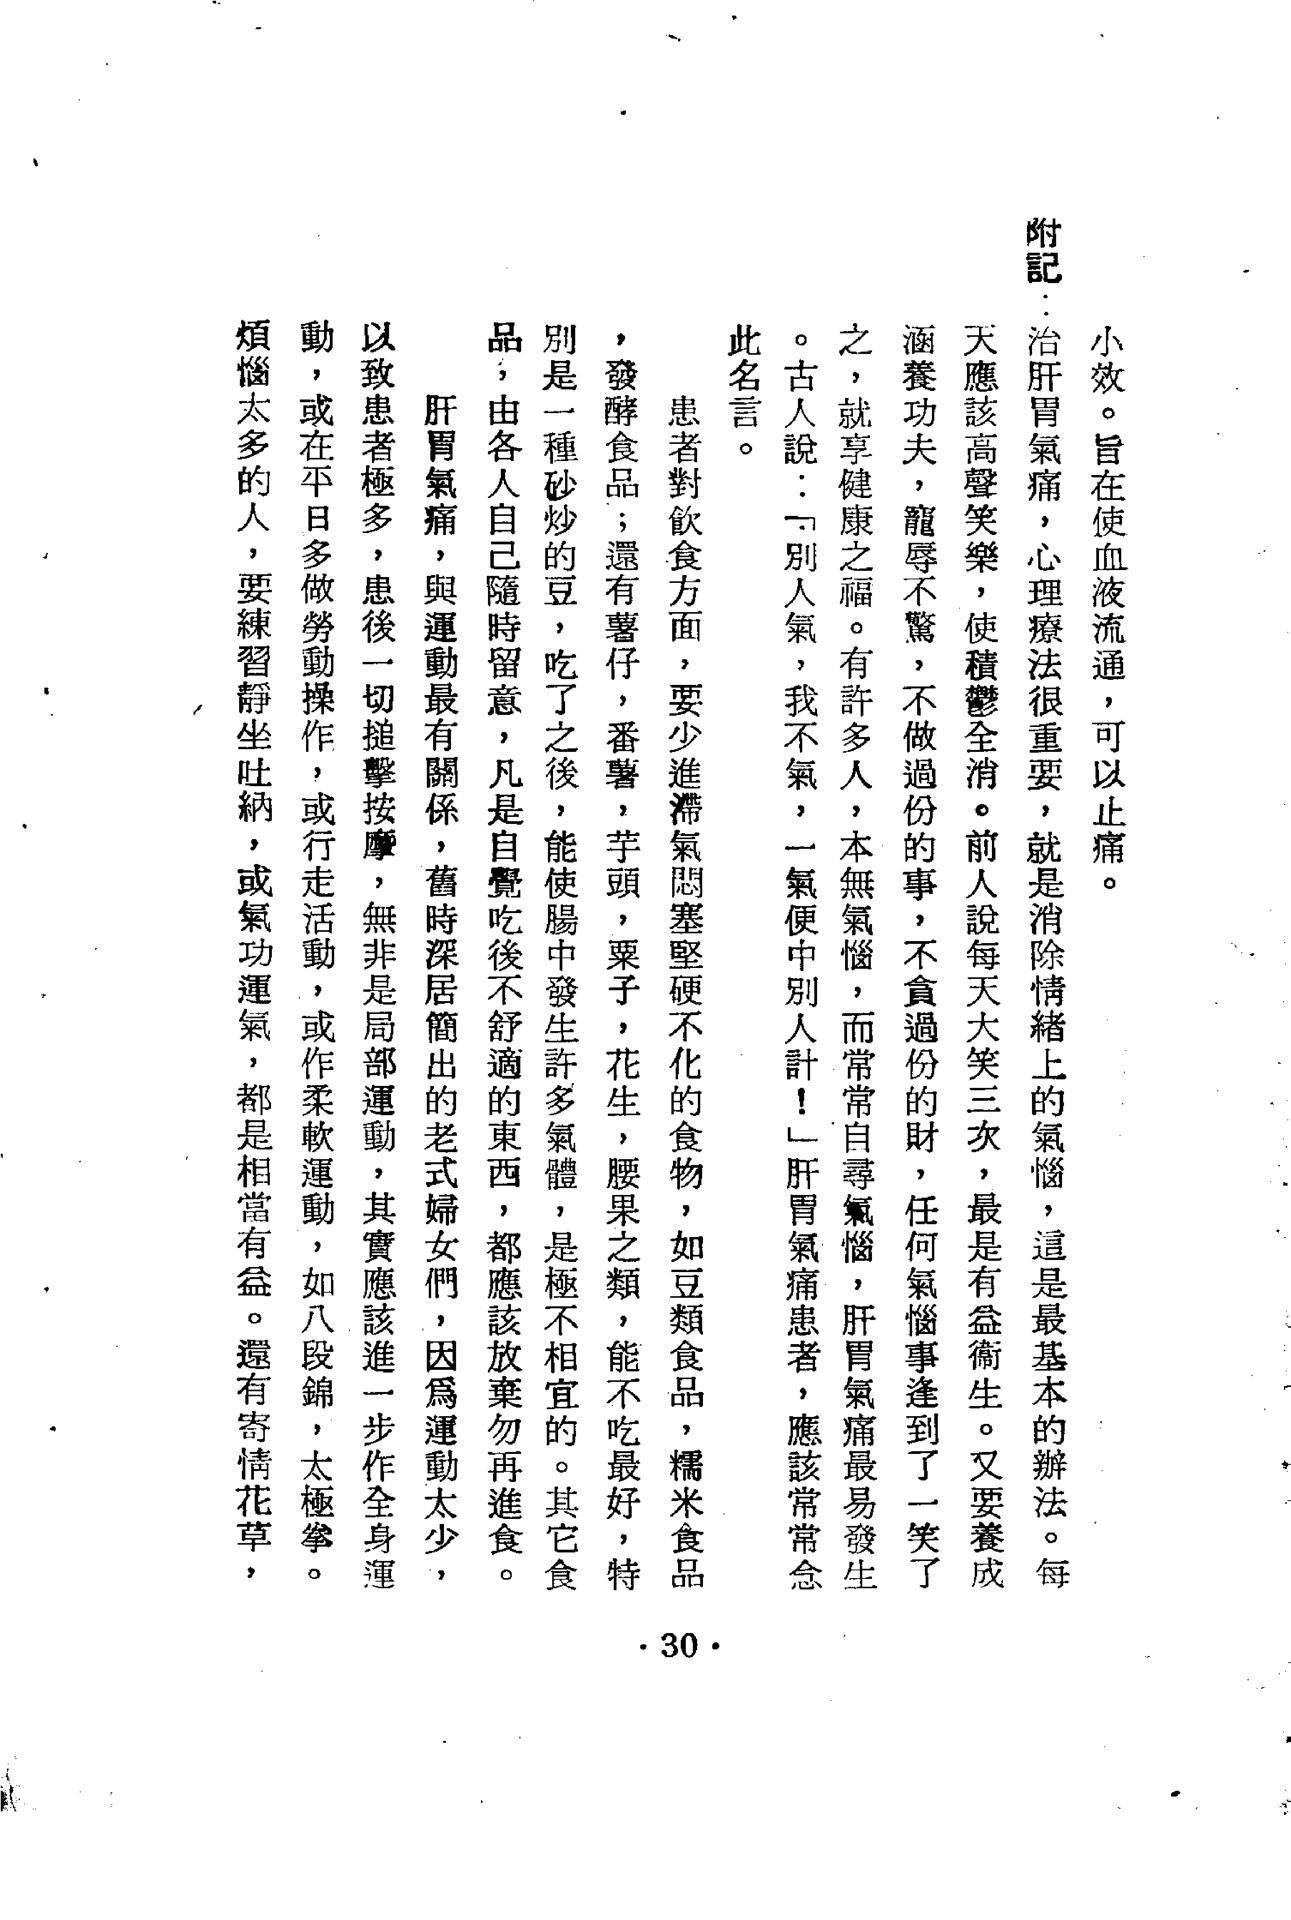 小效。旨在使血液流通，可以止痛。
附記：治肝胃氣痛，心理療法很重要，就是消除情緒上的氣惱，這是最基本的辦法。每
天應該高聲笑樂，使積鬱全消。前人說每天大笑三次，最是有益衞生。又要養成
涵養功夫，寵辱不驚，不做過份的事，不貪過份的財，任何氣惱事逢到了一笑了
之，就享健康之福。有許多人，本無氣惱，而常常自尋氣惱，肝胃氣痛最易發生
。古人說：「別人氣，我不氣，一氣便中別人計！」肝胃氣痛患者，應該常常念
此名言。
患者對飲食方面，要少進滯氣悶塞堅硬不化的食物，如豆類食品，糯米食品
，發酵食品；還有薯仔，番薯，芋頭，粟子，花生，腰果之類，能不吃最好，特
別是一種砂炒的豆，吃了之後，能使腸中發生許多氣體，是極不相宜的。其它食
品，由各人自己隨時留意，凡是自覺吃後不舒適的東西，都應該放棄勿再進食。
肝胃氣痛，與運動最有關係，舊時深居簡出的老式婦女們，因爲運動太少，
以致患者極多，患後一切搥擊按摩，無非是局部運動，其實應該進一步作全身運
動，或在平日多做勞動操作，或行走活動，或作柔軟運動，如八段錦，太極拳。
煩惱太多的人，要練習靜坐吐納，或氣功運氣，都是相當有益。還有寄情花草，
·30·